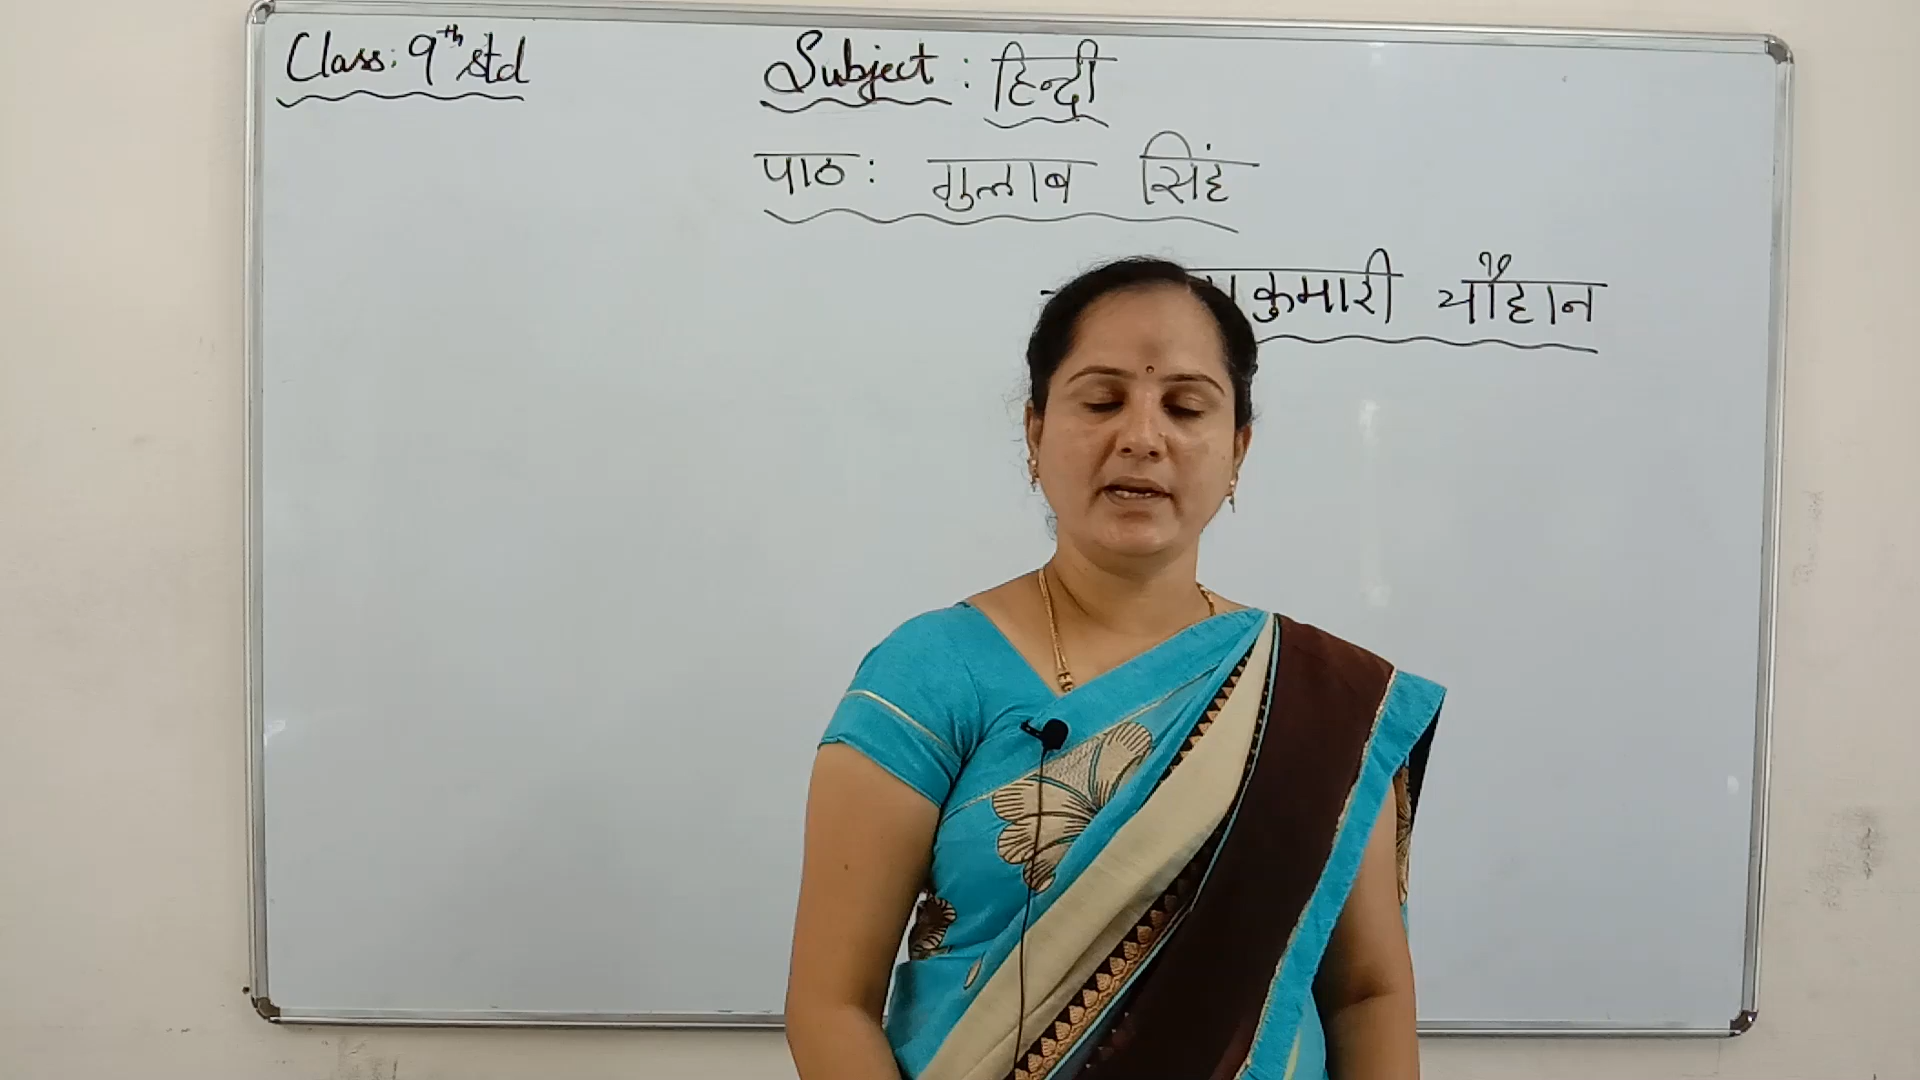 Class: 9th std
Subject: हिन्दी
पाठ: गुलाब सिंह
कुमारी चौहान